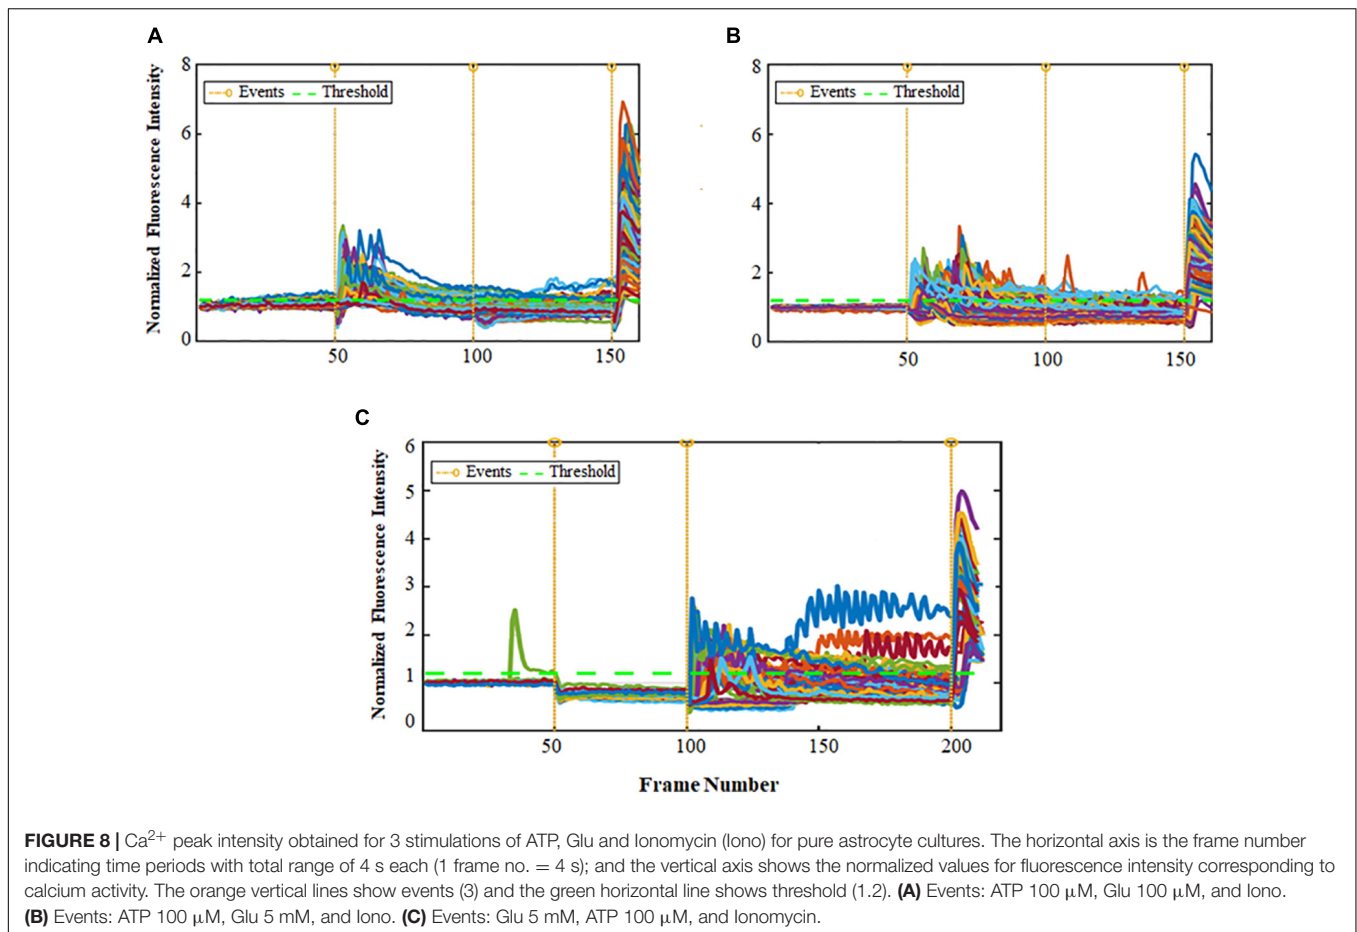 A
B
8
6
4
2
0
Normalized Fluorescence Intensity
Events
Threshold
50
100
150
8
6
4
2
0
Normalized Fluorescence Intensity
Events
Threshold
50
100
150
C
6
5
4
3
2
1
0
Normalized Fluorescence Intensity
Events
Threshold
50
100
150
200
Frame Number
FIGURE 8 | Ca2+ peak intensity obtained for 3 stimulations of ATP, Glu and Ionomycin (Iono) for pure astrocyte cultures. The horizontal axis is the frame number
indicating time periods with total range of 4 s each (1 frame no. = 4 s); and the vertical axis shows the normalized values for fluorescence intensity corresponding to
calcium activity. The orange vertical lines show events (3) and the green horizontal line shows threshold (1.2). (A) Events: ATP 100 μM, Glu 100 μM, and Iono.
(B) Events: ATP 100 μM, Glu 5 mM, and Iono. (C) Events: Glu 5 mM, ATP 100 μM, and Ionomycin.